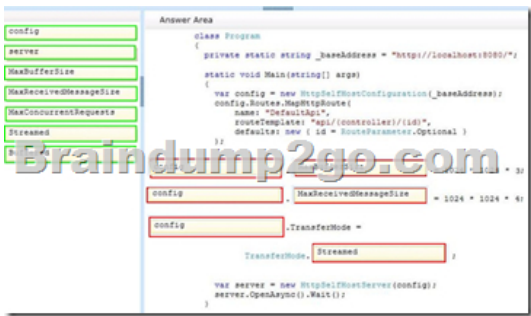 Answer Area
config
server
MaxBufferSize
MaxReceivedMessageSize
MaxConcurrentRequests
Streamed
class Program
{
private static string _baseAddress = "http://localhost:8080/";
static void Main(string[] args)
{
var config = new HttpSelfHostConfiguration(_baseAddress);
config.Routes.MapHttpRoute(
name: "DefaultApi",
routeTemplate: "api/{controller}/{id}",
defaults: new { id = RouteParameter.Optional }
);
Braindump2go.com
config . MaxReceivedMessageSize = 1024 * 1024 * 4;
config .TransferMode =
TransferMode. Streamed ;
var server = new HttpSelfHostServer(config);
server.OpenAsync().Wait();
}